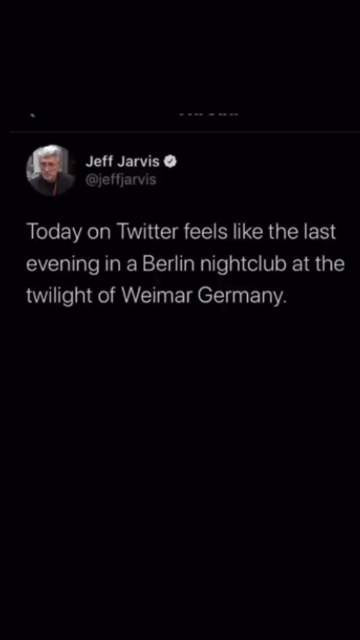 Jeff Jarvis
@jeffjarvis
Today on Twitter feels like the last
evening in a Berlin nightclub at the
twilight of Weimar Germany.